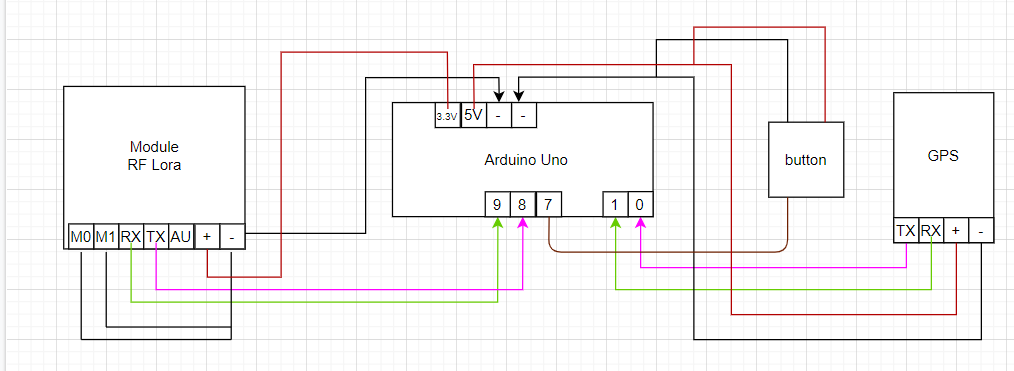 3.3V 5V - -
Module
RF Lora
Arduino Uno
button
GPS
9 8 7 1 0
M0 M1 RX TX AU + -
TX RX + -